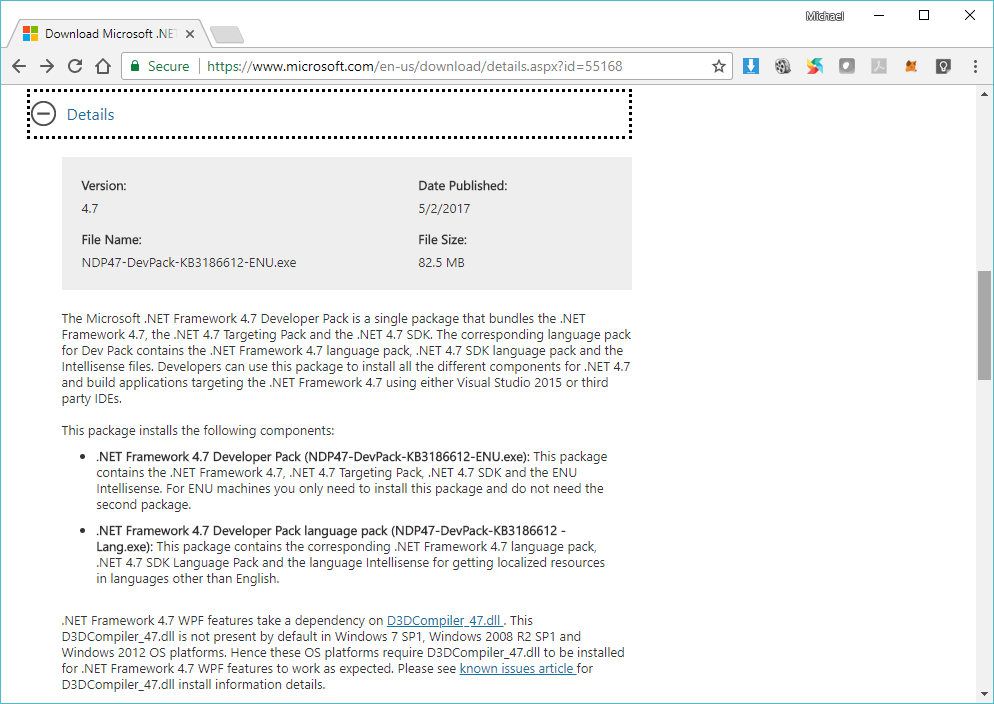 Michael
Download Microsoft .NE
Secure
https://www.microsoft.com/en-us/download/details.aspx?id=55168
Details
Version:
4.7
Date Published:
5/2/2017
File Name:
NDP47-DevPack-KB3186612-ENU.exe
File Size:
82.5 MB
The Microsoft .NET Framework 4.7 Developer Pack is a single package that bundles the .NET
Framework 4.7, the .NET 4.7 Targeting Pack and the .NET 4.7 SDK. The corresponding language pack
for Dev Pack contains the .NET Framework 4.7 language pack, .NET 4.7 SDK language pack and the
Intellisense files. Developers can use this package to install all the different components for .NET 4.7
and build applications targeting the .NET Framework 4.7 using either Visual Studio 2015 or third
party IDEs.
This package installs the following components:
• .NET Framework 4.7 Developer Pack (NDP47-DevPack-KB3186612-ENU.exe): This package
contains the .NET Framework 4.7, .NET 4.7 Targeting Pack, .NET 4.7 SDK and the ENU
Intellisense. For ENU machines you only need to install this package and do not need the
second package.
• .NET Framework 4.7 Developer Pack language pack (NDP47-DevPack-KB3186612 -
Lang.exe): This package contains the corresponding .NET Framework 4.7 language pack,
.NET 4.7 SDK Language Pack and the language Intellisense for getting localized resources
in languages other than English.
.NET Framework 4.7 WPF features take a dependency on D3DCompiler_47.dll . This
D3DCompiler_47.dll is not present by default in Windows 7 SP1, Windows 2008 R2 SP1 and
Windows 2012 OS platforms. Hence these OS platforms require D3DCompiler_47.dll to be installed
for .NET Framework 4.7 WPF features to work as expected. Please see known issues article for
D3DCompiler_47.dll install information details.